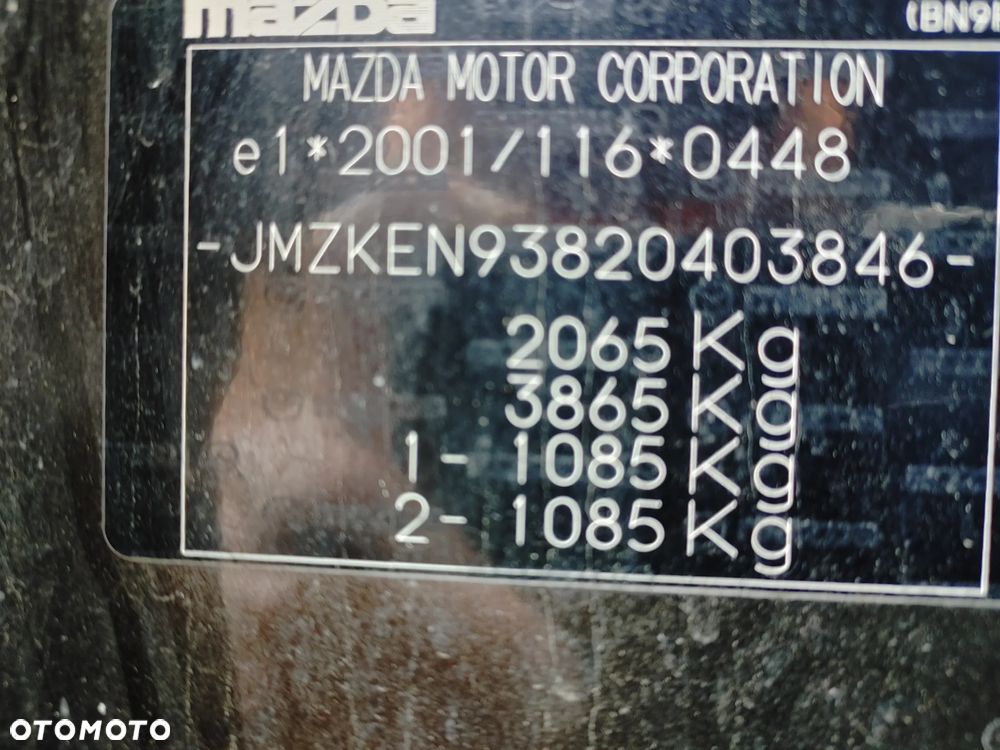 mazda
(BN9
MAZDA MOTOR CORPORATION
e1*2001/116*0448
-JMZKEN93820403846-
2065 Kg
3865 Kg
1- 1085 Kg
2- 1085 Kg
OTOMOTO